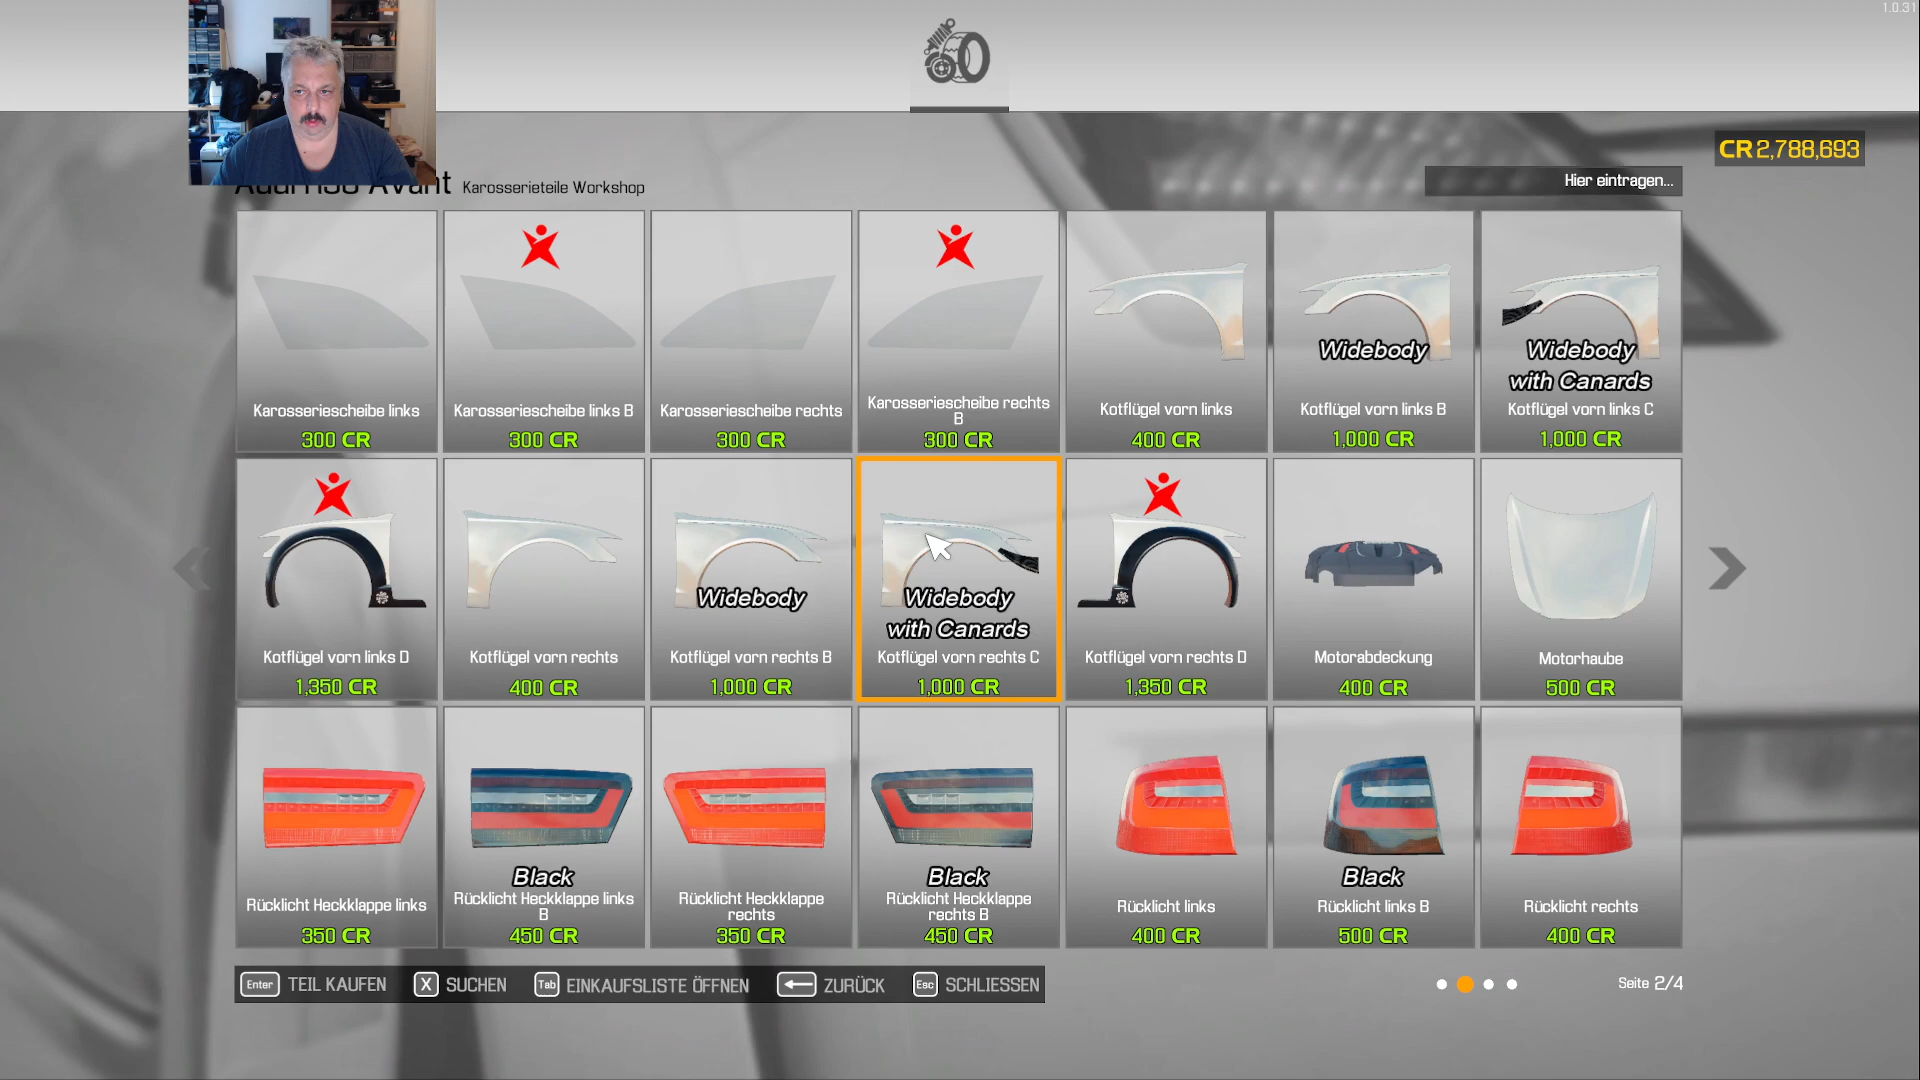 1.0.31
CR 2,788,693
Avant Karosserieteile Workshop
Hier eintragen...
Karosseriescheibe links
300 CR
Karosseriescheibe links B
300 CR
Karosseriescheibe rechts
300 CR
Karosseriescheibe rechts
B
300 CR
Kotflügel vorn links
400 CR
Widebody
Kotflügel vorn links B
1,000 CR
Widebody
with Canards
Kotflügel vorn links C
1,000 CR
Kotflügel vorn links D
1,350 CR
Kotflügel vorn rechts
400 CR
Widebody
Kotflügel vorn rechts B
1,000 CR
Widebody
with Canards
Kotflügel vorn rechts C
1,000 CR
Kotflügel vorn rechts D
1,350 CR
Motorabdeckung
400 CR
Motorhaube
500 CR
Rücklicht Heckklappe links
350 CR
Black
Rücklicht Heckklappe links
B
450 CR
Rücklicht Heckklappe
rechts
350 CR
Black
Rücklicht Heckklappe
rechts B
450 CR
Rücklicht links
400 CR
Black
Rücklicht links B
500 CR
Rücklicht rechts
400 CR
Enter TEIL KAUFEN X SUCHEN Tab EINKAUFSLISTE ÖFFNEN ZURÜCK Esc SCHLIESSEN
Seite 2/4